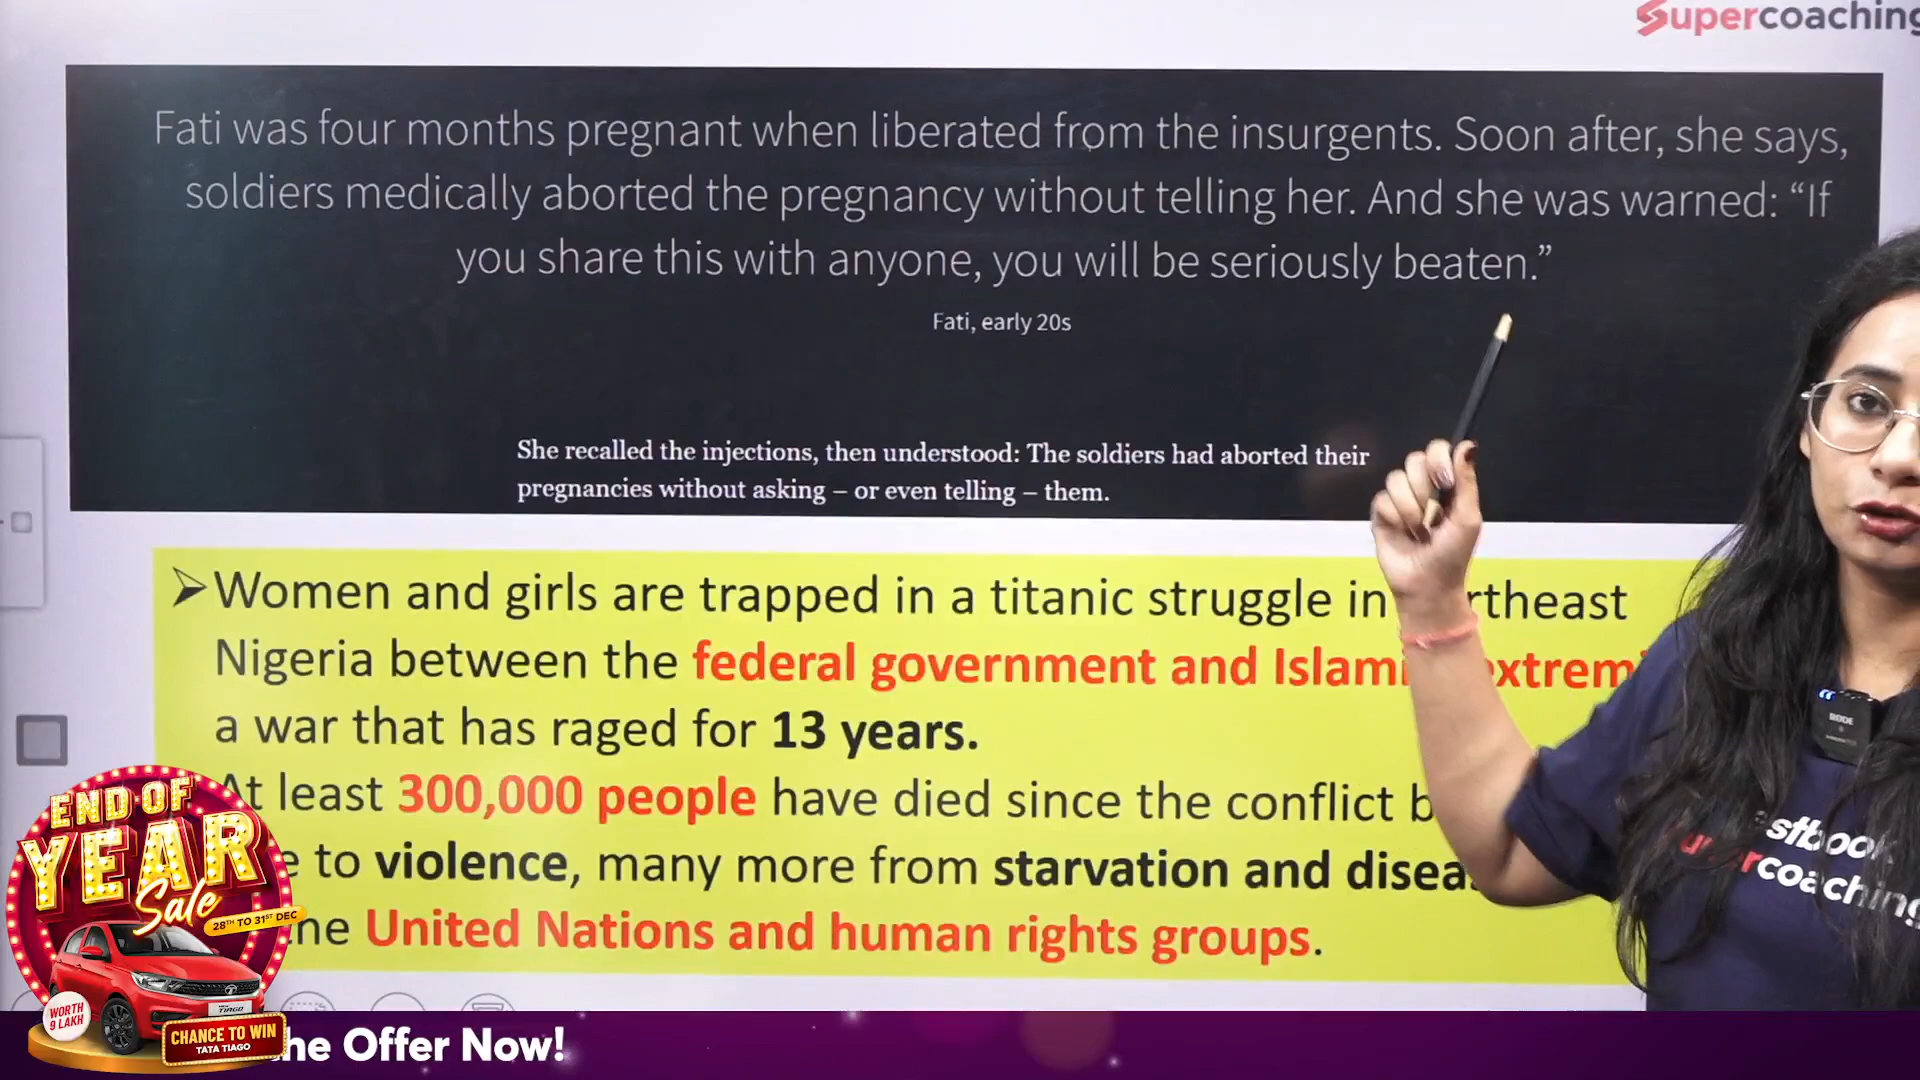 Supercoaching
Fati was four months pregnant when liberated from the insurgents. Soon after, she says,
soldiers medically aborted the pregnancy without telling her. And she was warned: “If
you share this with anyone, you will be seriously beaten.”
Fati, early 20s
She recalled the injections, then understood: The soldiers had aborted their
pregnancies without asking – or even telling – them.
➤Women and girls are trapped in a titanic struggle in
Nigeria between the federal government and
a war that has raged for 13 years.
At least 300,000 people have died since the conflict
to violence, many more from starvation and
United Nations and human rights groups.
RODE
coaching
END OF
YEAR
Sale
28TH TO 31ST DEC
WORTH
9 LAKH
TIAGO
CHANCE TO WIN
TATA TIAGO
Offer Now!